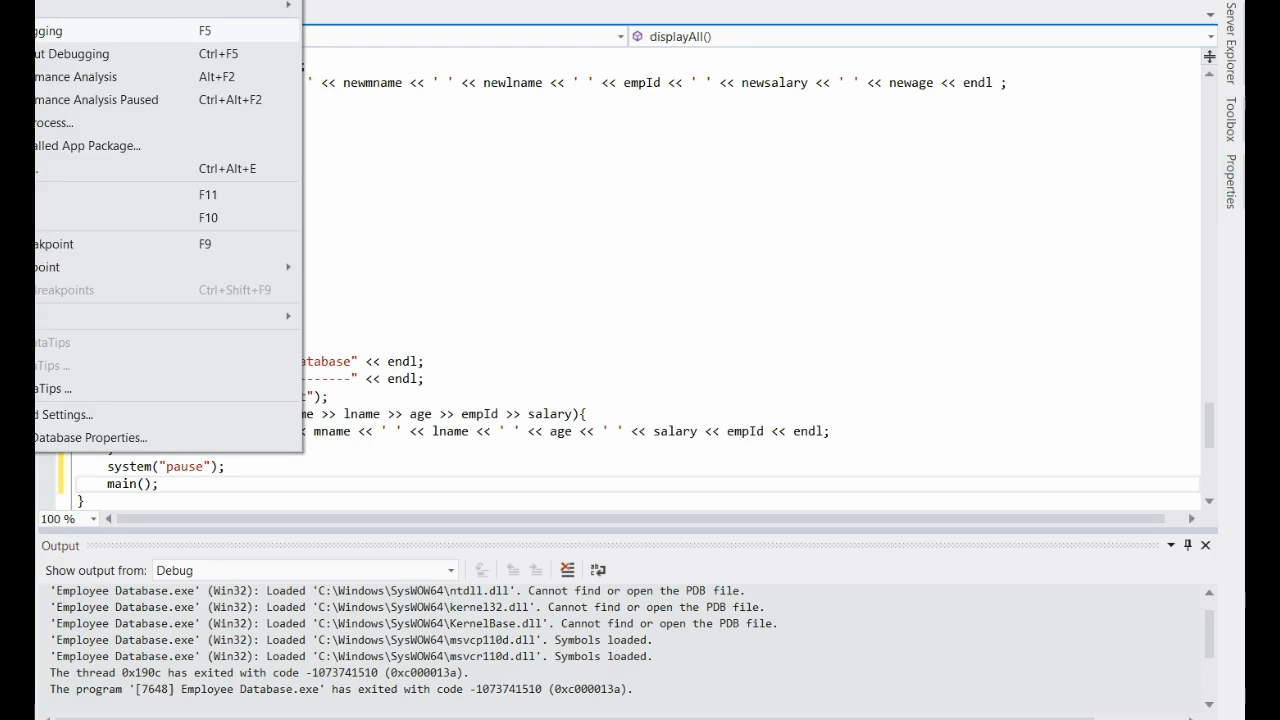 gging F5
displayAll()
ut Debugging Ctrl+F5
mance Analysis Alt+F2
;
mance Analysis Paused Ctrl+Alt+F2
' << newmname << ' ' << newlname << ' ' << empId << ' ' << newsalary << ' ' << newage << endl ;
rocess...
alled App Package...
. Ctrl+Alt+E
F11
F10
akpoint F9
point
Breakpoints Ctrl+Shift+F9
ataTips
aTips ...
aTips ...
d Settings...
Database Properties...
atabase" << endl;
-------" << endl;
t");
me >> lname >> age >> empId >> salary){
< mname << ' ' << lname << ' ' << age << ' ' << salary << empId << endl;
system("pause");
main();
}
100 %
Output
Show output from: Debug
'Employee Database.exe' (Win32): Loaded 'C:\Windows\SysWOW64\ntdll.dll'. Cannot find or open the PDB file.
'Employee Database.exe' (Win32): Loaded 'C:\Windows\SysWOW64\kernel32.dll'. Cannot find or open the PDB file.
'Employee Database.exe' (Win32): Loaded 'C:\Windows\SysWOW64\KernelBase.dll'. Cannot find or open the PDB file.
'Employee Database.exe' (Win32): Loaded 'C:\Windows\SysWOW64\msvcp110d.dll'. Symbols loaded.
'Employee Database.exe' (Win32): Loaded 'C:\Windows\SysWOW64\msvcr110d.dll'. Symbols loaded.
The thread 0x190c has exited with code -1073741510 (0xc000013a).
The program '[7648] Employee Database.exe' has exited with code -1073741510 (0xc000013a).
Server Explorer
Toolbox
Properties